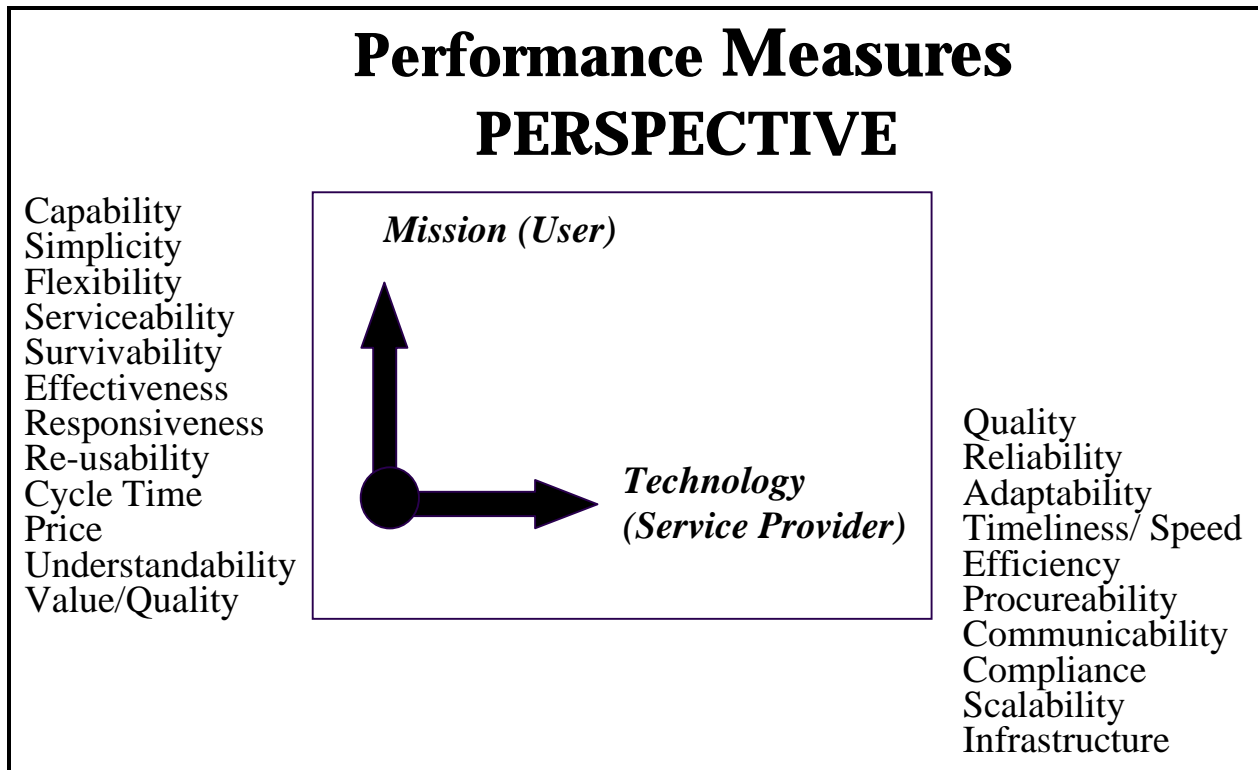 Performance Measures
PERSPECTIVE
Capability
Simplicity
Flexibility
Serviceability
Survivability
Effectiveness
Responsiveness
Re-usability
Cycle Time
Price
Understandability
Value/Quality
Mission (User)
Technology
(Service Provider)
Quality
Reliability
Adaptability
Timeliness/ Speed
Efficiency
Procureability
Communicability
Compliance
Scalability
Infrastructure